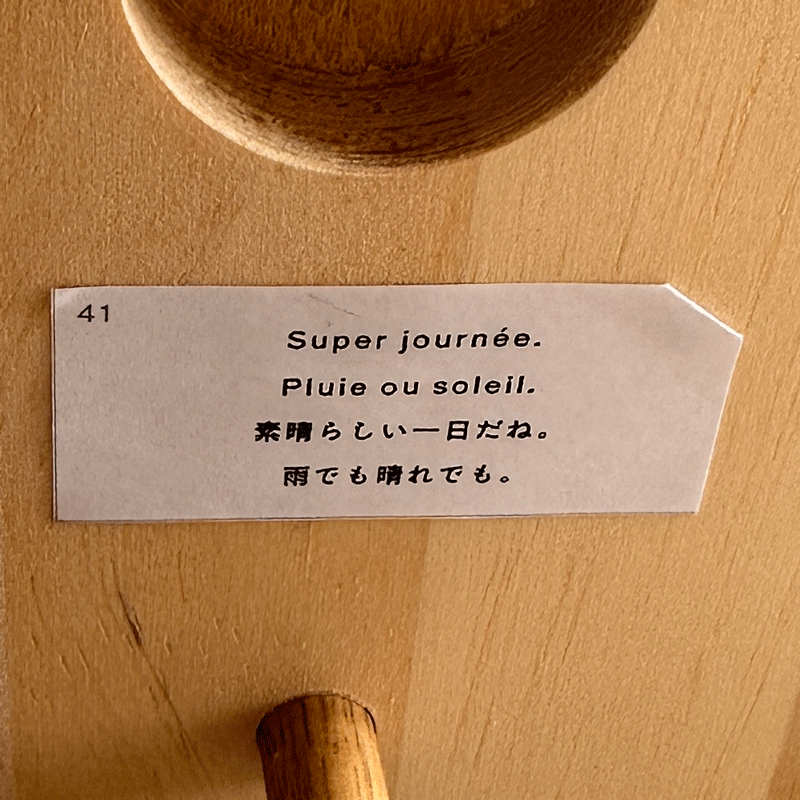 41
Super journée.
Pluie ou soleil.
素晴らしい一日だね。
雨でも晴れでも。